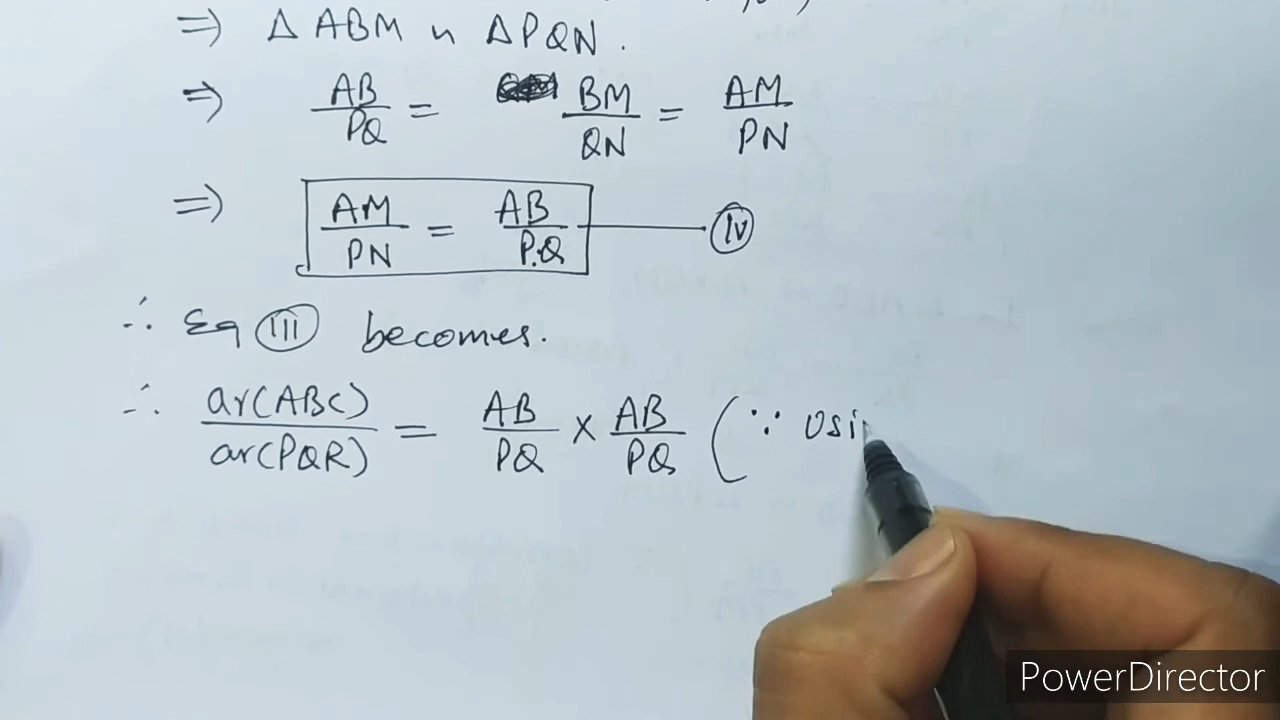 ⇒ Δ ABM ∼ Δ PQN.
⇒ AB/PQ = BM/QN = AM/PN
⇒ AM/PN = AB/P.Q — (IV)
∴ Eq (III) becomes.
∴ ar(ABC)/ar(PQR) = AB/PQ × AB/PQ (∵ Usi
PowerDirector